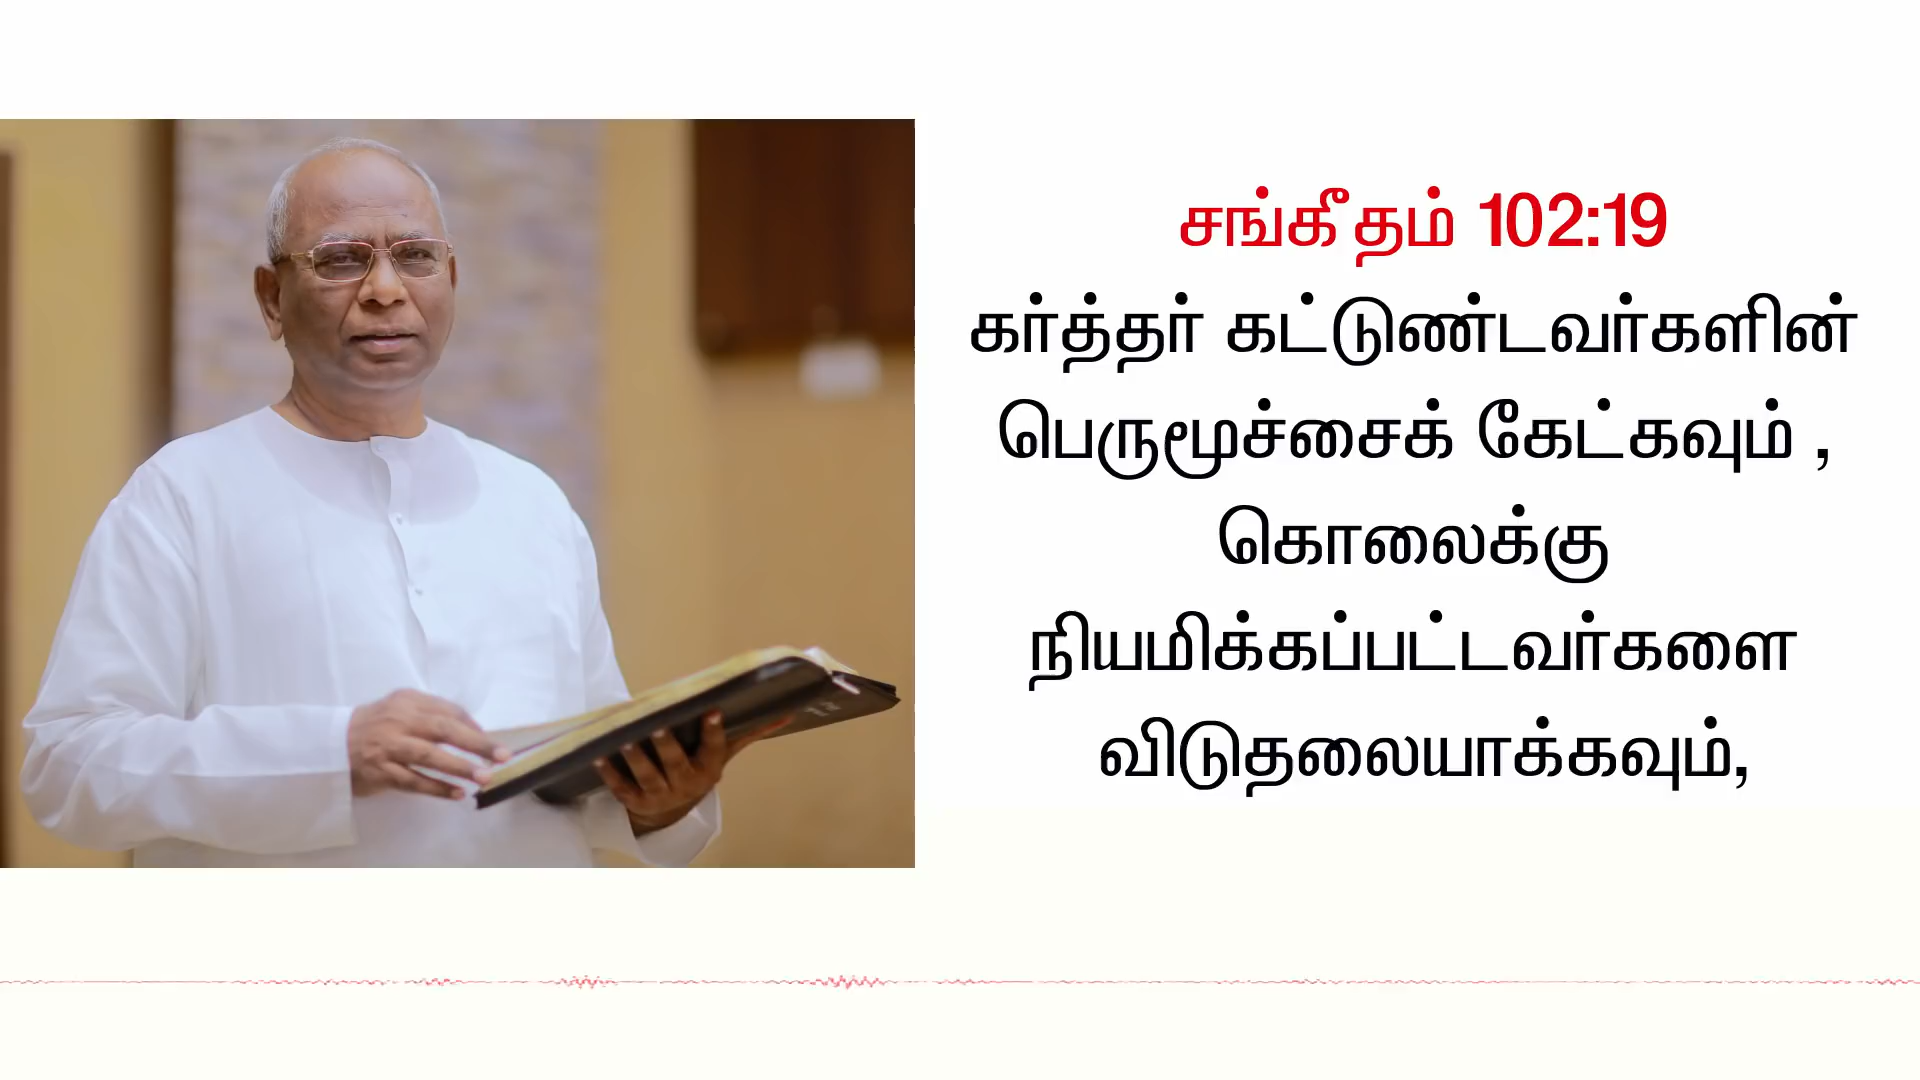 சங்கீதம் 102:19
கர்த்தர் கட்டுண்டவர்களின்
பெருமூச்சைக் கேட்கவும் ,
கொலைக்கு
நியமிக்கப்பட்டவர்களை
விடுதலையாக்கவும்,